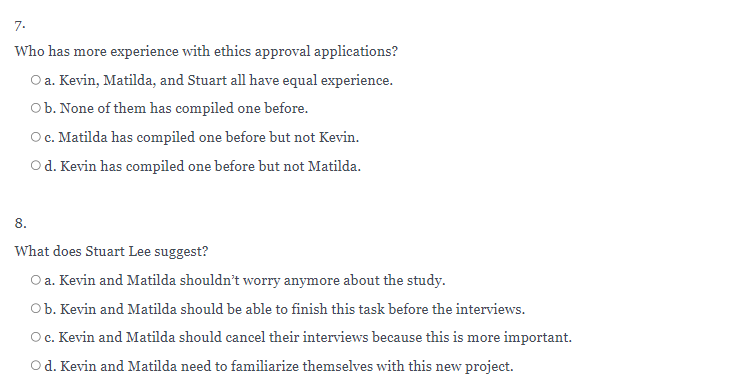 7.
Who has more experience with ethics approval applications?
a. Kevin, Matilda, and Stuart all have equal experience.
b. None of them has compiled one before.
c. Matilda has compiled one before but not Kevin.
d. Kevin has compiled one before but not Matilda.
8.
What does Stuart Lee suggest?
a. Kevin and Matilda shouldn't worry anymore about the study.
b. Kevin and Matilda should be able to finish this task before the interviews.
c. Kevin and Matilda should cancel their interviews because this is more important.
d. Kevin and Matilda need to familiarize themselves with this new project.